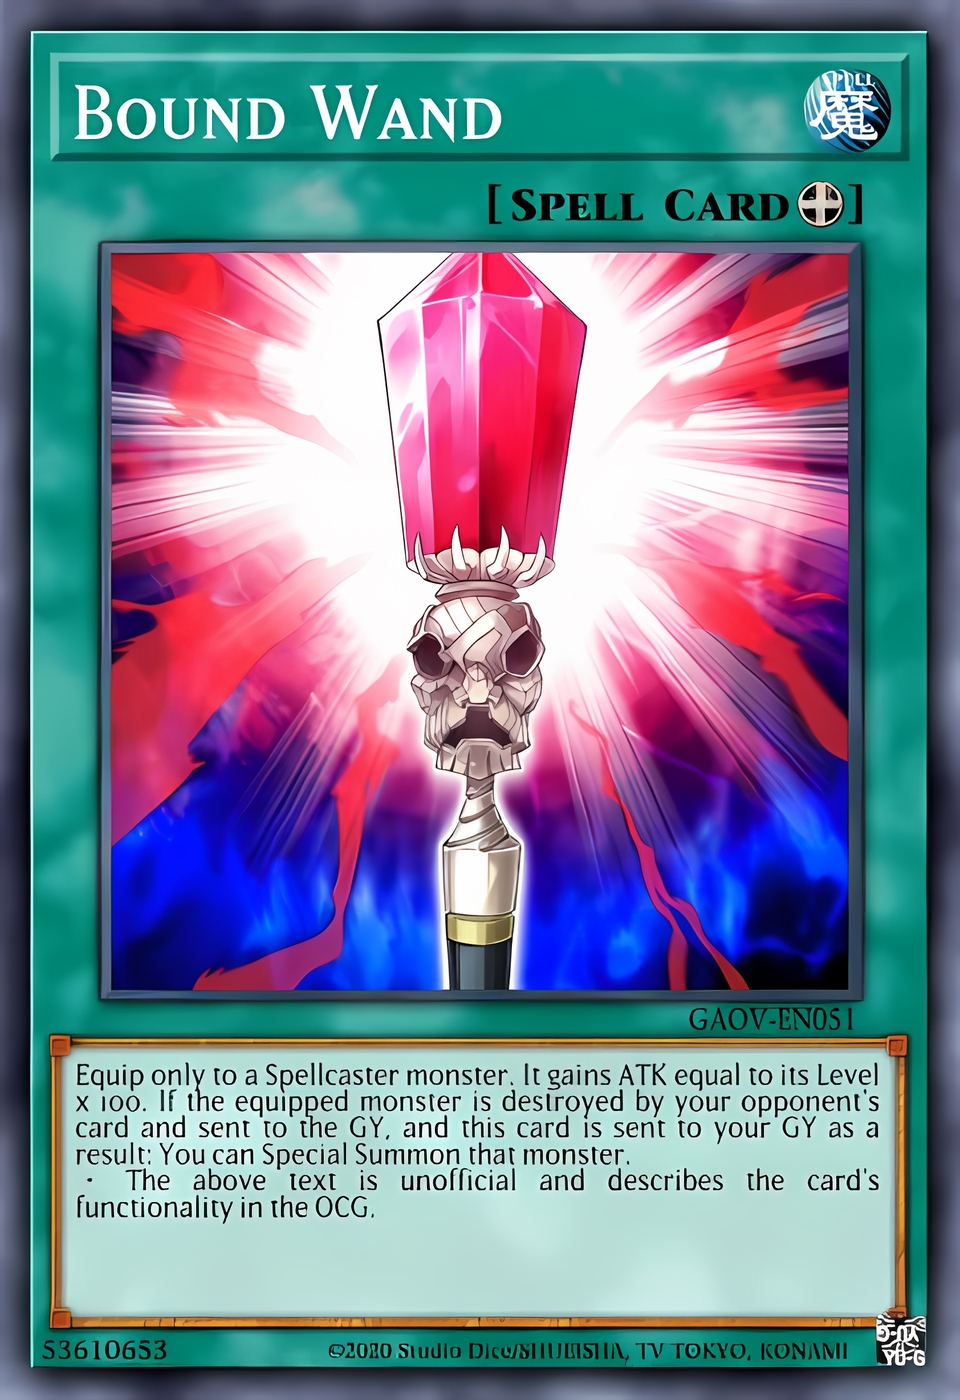 BOUND WAND
魔
[SPELL CARD]
GAOV-EN051
Equip only to a Spellcaster monster. It gains ATK equal to its Level
x 100. If the equipped monster is destroyed by your opponent's
card and sent to the GY, and this card is sent to your GY as a
result: You can Special Summon that monster.
· The above text is unofficial and describes the card's
functionality in the OCG.
53610653
©2020 Studio Dice/SHUEISHA, TV TOKYO, KONAMI